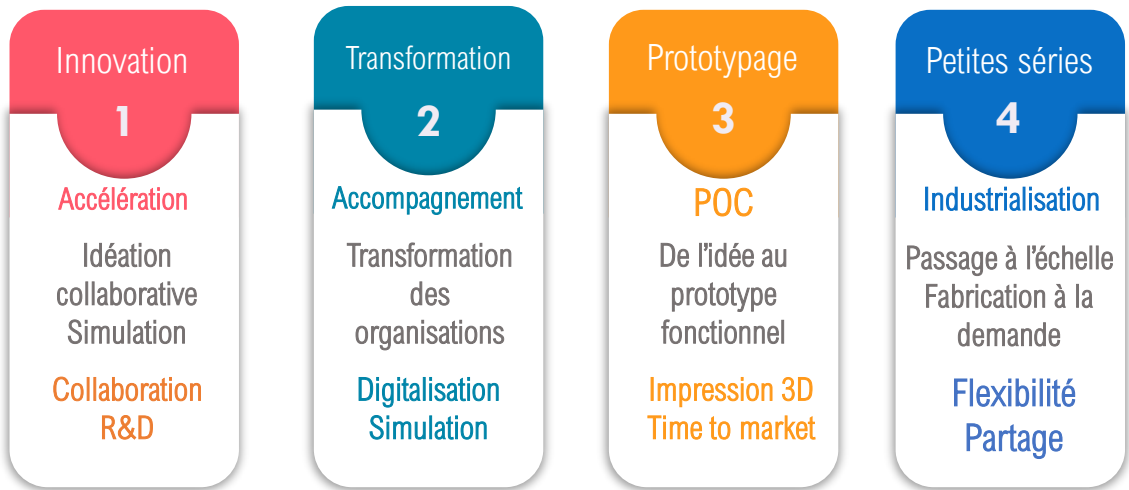 Innovation
1
Accélération
Idéation
collaborative
Simulation
Collaboration
R&D
Transformation
2
Accompagnement
Transformation
des
organisations
Digitalisation
Simulation
Prototypage
3
POC
De l'idée au
prototype
fonctionnel
Impression 3D
Time to market
Petites séries
4
Industrialisation
Passage à l'échelle
Fabrication à la
demande
Flexibilité
Partage